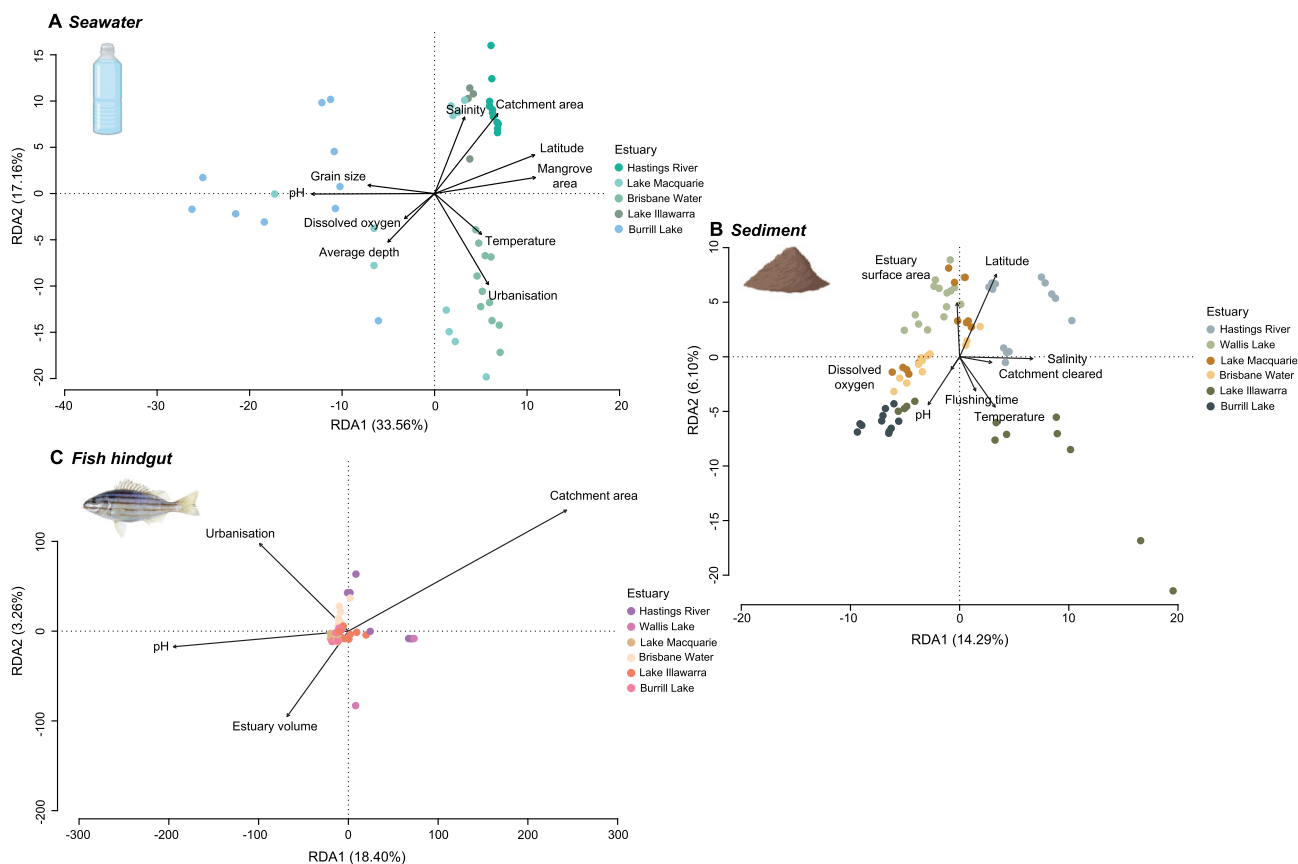 A Seawater
15
10
5
0
-5
-10
-15
-20
RDA2 (17.16%)
Salinity
Catchment area
Latitude
Mangrove
area
Grain size
pH
Dissolved oxygen
Average depth
Temperature
Urbanisation
-40
-30
-20
-10
0
10
20
RDA1 (33.56%)
Estuary
Hastings River
Lake Macquarie
Brisbane Water
Lake Illawarra
Burrill Lake
B Sediment
10
5
0
-5
-10
-15
-20
RDA2 (6.10%)
Estuary
surface area
Latitude
Salinity
Catchment cleared
Dissolved
oxygen
Flushing time
pH
Temperature
-20
-10
0
10
20
RDA1 (14.29%)
Estuary
Hastings River
Wallis Lake
Lake Macquarie
Brisbane Water
Lake Illawarra
Burrill Lake
C Fish hindgut
100
0
-100
-200
RDA2 (3.26%)
Catchment area
Urbanisation
pH
Estuary volume
-300
-200
-100
0
100
200
300
RDA1 (18.40%)
Estuary
Hastings River
Wallis Lake
Lake Macquarie
Brisbane Water
Lake Illawarra
Burrill Lake